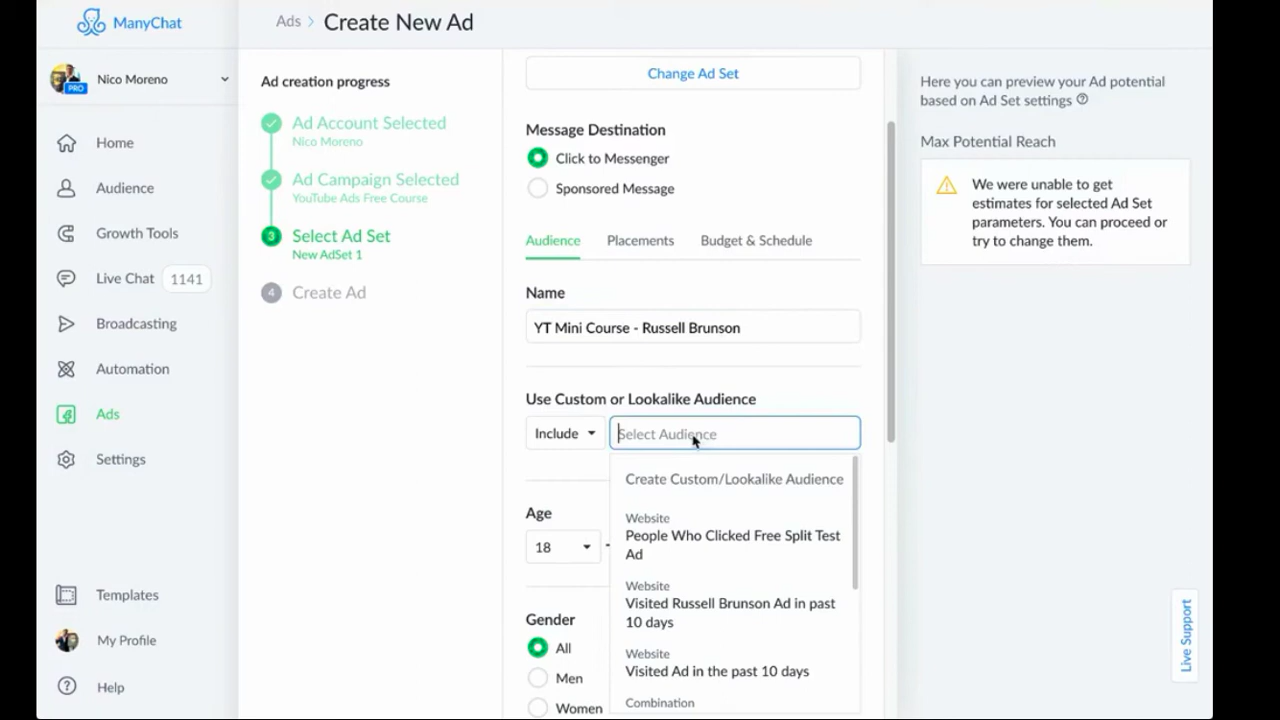 ManyChat
Ads > Create New Ad
Nico Moreno
PRO
Home
Audience
Growth Tools
Live Chat 1141
Broadcasting
Automation
Ads
Settings
Templates
My Profile
Help
Ad creation progress
Ad Account Selected
Nico Moreno
Ad Campaign Selected
YouTube Ads Free Course
3 Select Ad Set
New AdSet 1
4 Create Ad
Change Ad Set
Message Destination
Click to Messenger
Sponsored Message
Audience Placements Budget & Schedule
Name
YT Mini Course - Russell Brunson
Use Custom or Lookalike Audience
Include Select Audience
Create Custom/Lookalike Audience
Website
People Who Clicked Free Split Test
Ad
Website
Visited Russell Brunson Ad in past
10 days
Website
Visited Ad in the past 10 days
Combination
Age
18 -
Gender
All
Men
Women
Here you can preview your Ad potential
based on Ad Set settings ?
Max Potential Reach
We were unable to get
estimates for selected Ad Set
parameters. You can proceed or
try to change them.
Live Support